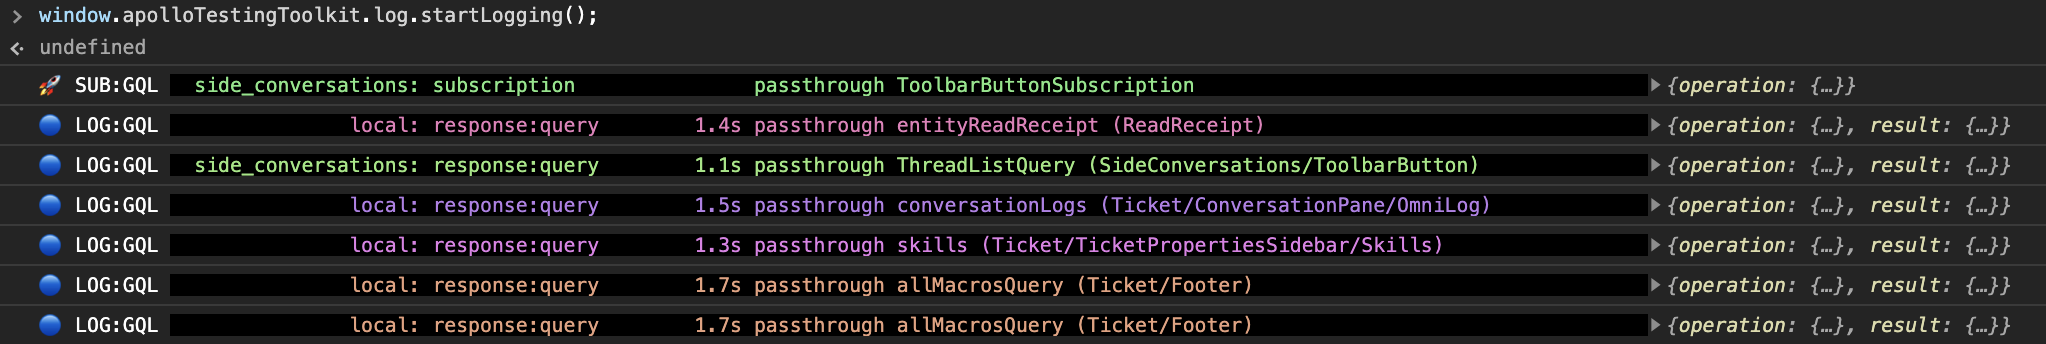 > window.apolloTestingToolkit.log.startLogging();
undefined
🚀 SUB:GQL side_conversations: subscription passthrough ToolbarButtonSubscription ▶{operation: {…}}
🔵 LOG:GQL local: response:query 1.4s passthrough entityReadReceipt (ReadReceipt) ▶{operation: {…}, result: {…}}
🔵 LOG:GQL side_conversations: response:query 1.1s passthrough ThreadListQuery (SideConversations/ToolbarButton) ▶{operation: {…}, result: {…}}
🔵 LOG:GQL local: response:query 1.5s passthrough conversationLogs (Ticket/ConversationPane/OmniLog) ▶{operation: {…}, result: {…}}
🔵 LOG:GQL local: response:query 1.3s passthrough skills (Ticket/TicketPropertiesSidebar/Skills) ▶{operation: {…}, result: {…}}
🔵 LOG:GQL local: response:query 1.7s passthrough allMacrosQuery (Ticket/Footer) ▶{operation: {…}, result: {…}}
🔵 LOG:GQL local: response:query 1.7s passthrough allMacrosQuery (Ticket/Footer) ▶{operation: {…}, result: {…}}